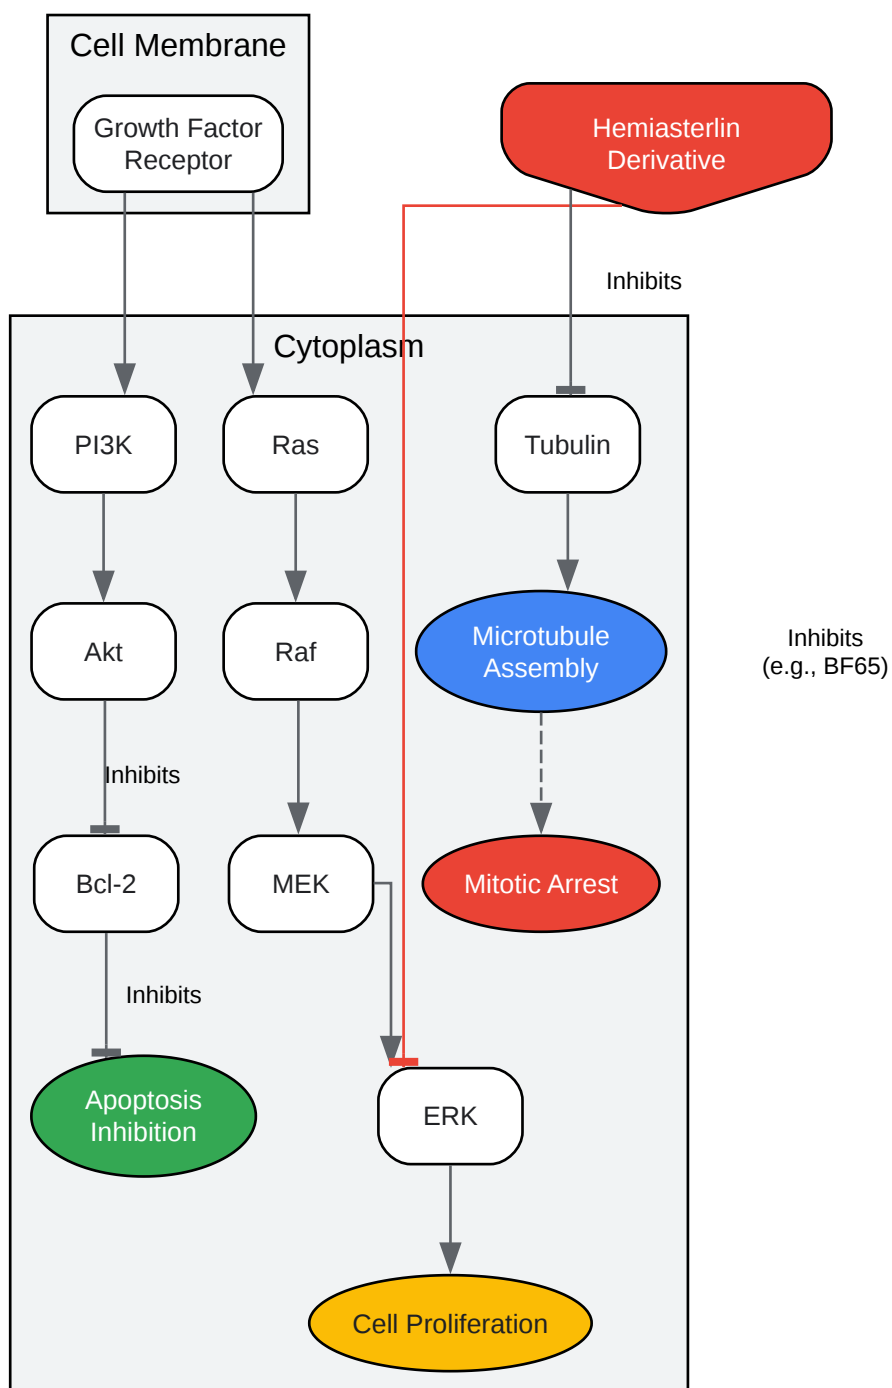 Cell Membrane
Growth Factor
Receptor
Hemiasterlin
Derivative
Inhibits
Cytoplasm
PI3K
Ras
Tubulin
Akt
Raf
Microtubule
Assembly
Inhibits
(e.g., BF65)
Inhibits
Bcl-2
MEK
Mitotic Arrest
Inhibits
Apoptosis
Inhibition
ERK
Cell Proliferation